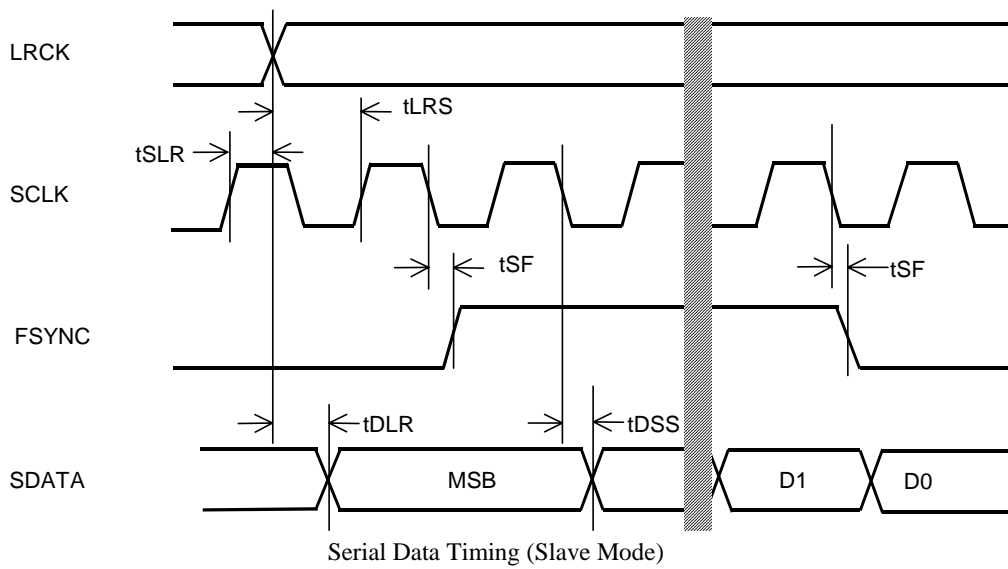 LRCK
tLRS
tSLR
SCLK
tSF
tSF
FSYNC
tDLR
tDSS
SDATA
MSB
D1
D0
Serial Data Timing (Slave Mode)